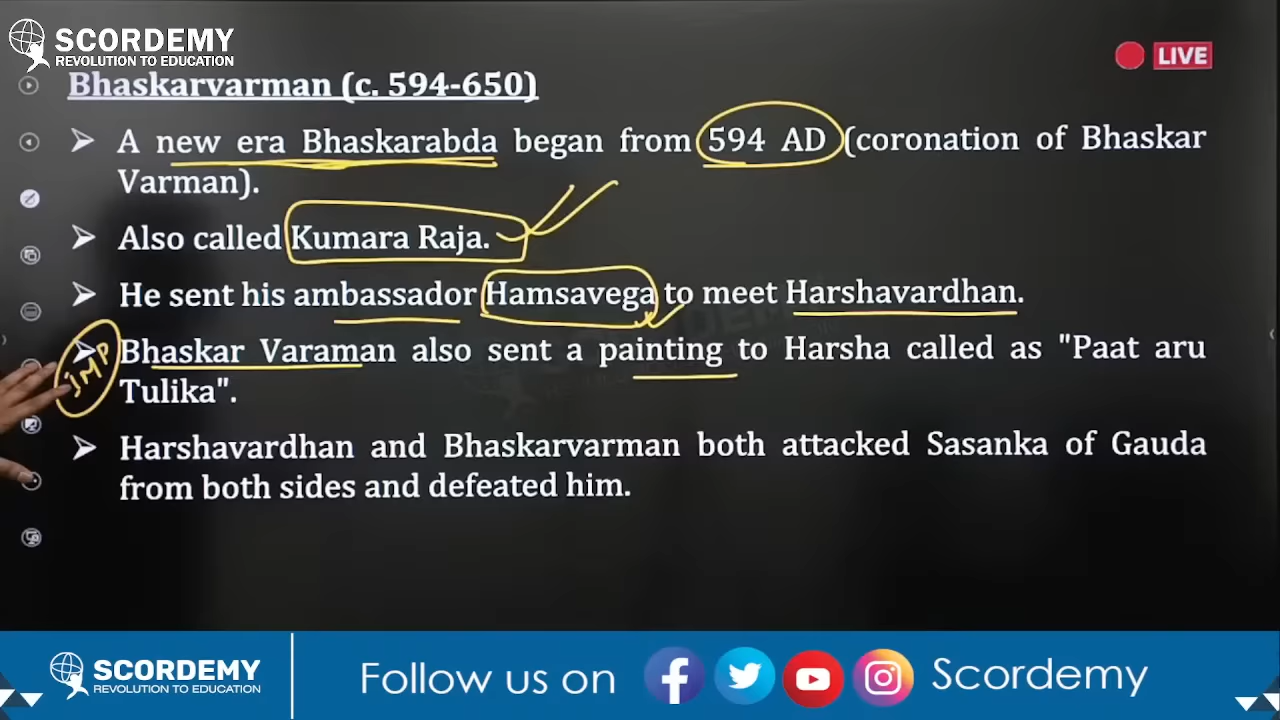 SCORDEMY
REVOLUTION TO EDUCATION
LIVE
Bhaskarvarman (c. 594-650)
➤ A new era Bhaskarabda began from 594 AD (coronation of Bhaskar
Varman).
➤ Also called Kumara Raja.
➤ He sent his ambassador Hamsavega to meet Harshavardhan.
➤ Bhaskar Varaman also sent a painting to Harsha called as "Paat aru
IMP
Tulika".
➤ Harshavardhan and Bhaskarvarman both attacked Sasanka of Gauda
from both sides and defeated him.
SCORDEMY
REVOLUTION TO EDUCATION
Follow us on
Scordemy